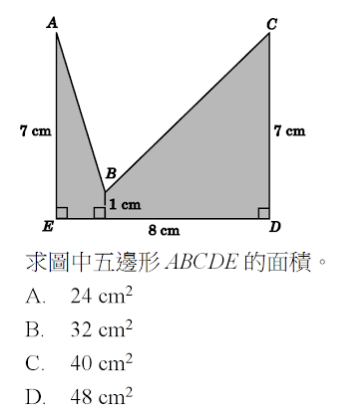 A
C
7 cm
7 cm
B
1 cm
E
8 cm
D
求圖中五邊形 ABCDE 的面積。
A. 24 cm²
B. 32 cm²
C. 40 cm²
D. 48 cm²